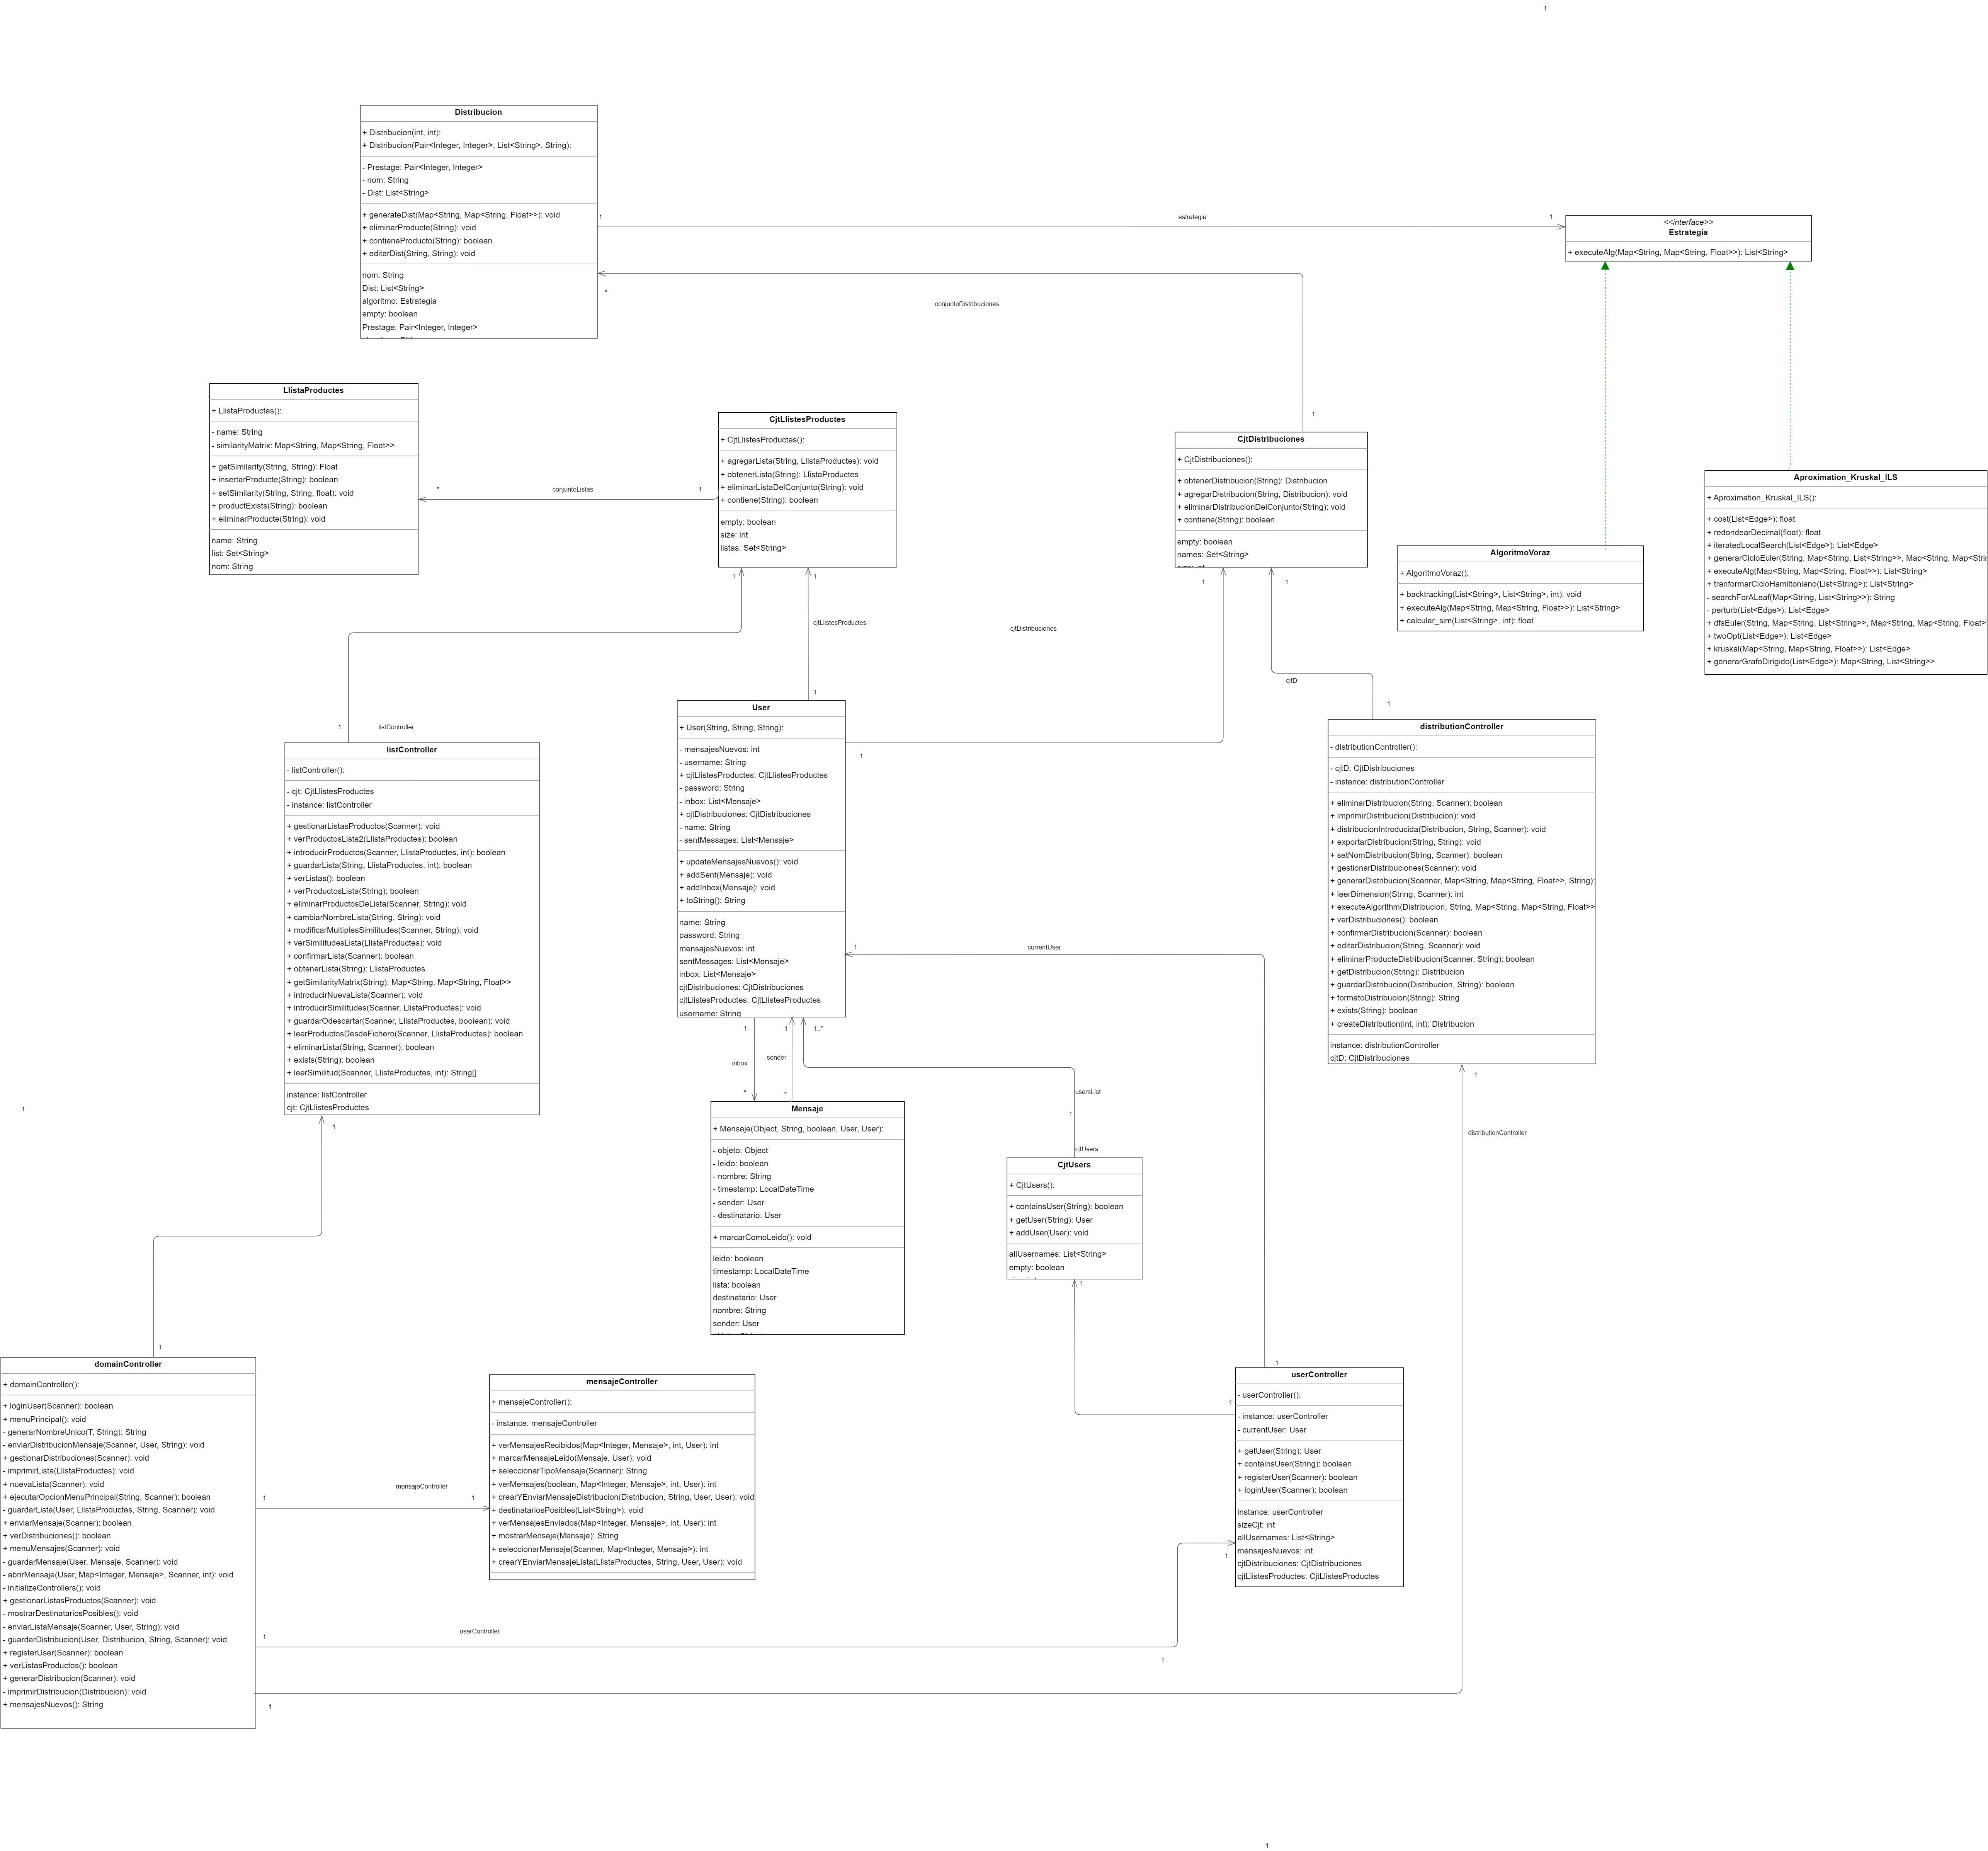 1
Distribucion
+ Distribucion(int, int):
+ Distribucion(Pair<Integer, Integer>, List<String>, String):
- Prestage: Pair<Integer, Integer>
- nom: String
- Dist: List<String>
+ generateDist(Map<String, Map<String, Float>>): void
+ eliminarProducte(String): void
+ contieneProducto(String): boolean
+ editarDist(String, String): void
nom: String
Dist: List<String>
algoritmo: Estrategia
empty: boolean
Prestage: Pair<Integer, Integer>
1
estrategia
1
<<interface>>
Estrategia
+ executeAlg(Map<String, Map<String, Float>>): List<String>
*
conjuntoDistribuciones
1
LlistaProductes
+ LlistaProductes():
- name: String
- similarityMatrix: Map<String, Map<String, Float>>
+ getSimilarity(String, String): Float
+ insertarProducte(String): boolean
+ setSimilarity(String, String, float): void
+ productExists(String): boolean
+ eliminarProducte(String): void
name: String
list: Set<String>
nom: String
*
conjuntoListas
1
CjtLlistesProductes
+ CjtLlistesProductes():
+ agregarLista(String, LlistaProductes): void
+ obtenerLista(String): LlistaProductes
+ eliminarListaDelConjunto(String): void
+ contiene(String): boolean
empty: boolean
size: int
listas: Set<String>
CjtDistribuciones
+ CjtDistribuciones():
+ obtenerDistribucion(String): Distribucion
+ agregarDistribucion(String, Distribucion): void
+ eliminarDistribucionDelConjunto(String): void
+ contiene(String): boolean
empty: boolean
names: Set<String>
Aproximation_Kruskal_ILS
+ Aproximation_Kruskal_ILS():
+ cost(List<Edge>): float
+ redondearDecimal(float): float
+ iteratedLocalSearch(List<Edge>): List<Edge>
+ generarCicloEuler(String, Map<String, List<String>>, Map<String, Map<Strin
+ executeAlg(Map<String, Map<String, Float>>): List<String>
+ tranformarCicloHamiltoniano(List<String>): List<String>
- searchForALeaf(Map<String, List<String>>): String
- perturb(List<Edge>): List<Edge>
+ dfsEuler(String, Map<String, List<String>>, Map<String, Map<String, Float>
+ twoOpt(List<Edge>): List<Edge>
+ kruskal(Map<String, Map<String, Float>>): List<Edge>
+ generarGrafoDirigido(List<Edge>): Map<String, List<String>>
AlgoritmoVoraz
+ AlgoritmoVoraz():
+ backtracking(List<String>, List<String>, int): void
+ executeAlg(Map<String, Map<String, Float>>): List<String>
+ calcular_sim(List<String>, int): float
1
1
1
1
cjtLlistesProductes
cjtDistribuciones
cjtD
1
1
1
listController
1
listController
- listController():
- cjt: CjtLlistesProductes
- instance: listController
+ gestionarListasProductos(Scanner): void
+ verProductosLista2(LlistaProductes): boolean
+ introducirProductos(Scanner, LlistaProductes, int): boolean
+ guardarLista(String, LlistaProductes, int): boolean
+ verListas(): boolean
+ verProductosLista(String): boolean
+ eliminarProductosDeLista(Scanner, String): void
+ cambiarNombreLista(String, String): void
+ modificarMultiplesSimilitudes(Scanner, String): void
+ verSimilitudesLista(LlistaProductes): void
+ confirmarLista(Scanner): boolean
+ obtenerLista(String): LlistaProductes
+ getSimilarityMatrix(String): Map<String, Map<String, Float>>
+ introducirNuevaLista(Scanner): void
+ introducirSimilitudes(Scanner, LlistaProductes): void
+ guardarOdescartar(Scanner, LlistaProductes, boolean): void
+ leerProductosDesdeFichero(Scanner, LlistaProductes): boolean
+ eliminarLista(String, Scanner): boolean
+ exists(String): boolean
+ leerSimilitud(Scanner, LlistaProductes, int): String[]
instance: listController
cjt: CjtLlistesProductes
User
+ User(String, String, String):
- mensajesNuevos: int
- username: String
+ cjtLlistesProductes: CjtLlistesProductes
- password: String
- inbox: List<Mensaje>
+ cjtDistribuciones: CjtDistribuciones
- name: String
- sentMessages: List<Mensaje>
+ updateMensajesNuevos(): void
+ addSent(Mensaje): void
+ addInbox(Mensaje): void
+ toString(): String
name: String
password: String
mensajesNuevos: int
sentMessages: List<Mensaje>
inbox: List<Mensaje>
cjtDistribuciones: CjtDistribuciones
cjtLlistesProductes: CjtLlistesProductes
username: String
distributionController
- distributionController():
- cjtD: CjtDistribuciones
- instance: distributionController
+ eliminarDistribucion(String, Scanner): boolean
+ imprimirDistribucion(Distribucion): void
+ distribucionIntroducida(Distribucion, String, Scanner): void
+ exportarDistribucion(String, String): void
+ setNomDistribucion(String, Scanner): boolean
+ gestionarDistribuciones(Scanner): void
+ generarDistribucion(Scanner, Map<String, Map<String, Float>>, String):
+ leerDimension(String, Scanner): int
+ executeAlgorithm(Distribucion, String, Map<String, Map<String, Float>>
+ verDistribuciones(): boolean
+ confirmarDistribucion(Scanner): boolean
+ editarDistribucion(String, Scanner): void
+ eliminarProducteDistribucion(Scanner, String): boolean
+ getDistribucion(String): Distribucion
+ guardarDistribucion(Distribucion, String): boolean
+ formatoDistribucion(String): String
+ exists(String): boolean
+ createDistribution(int, int): Distribucion
instance: distributionController
cjtD: CjtDistribuciones
1
currentUser
1
1
1..*
inbox
sender
*
*
usersList
1
cjtUsers
1
1
1
distributionController
Mensaje
+ Mensaje(Object, String, boolean, User, User):
- objeto: Object
- leido: boolean
- nombre: String
- timestamp: LocalDateTime
- sender: User
- destinatario: User
+ marcarComoLeido(): void
leido: boolean
timestamp: LocalDateTime
lista: boolean
destinatario: User
nombre: String
sender: User
CjtUsers
+ CjtUsers():
+ containsUser(String): boolean
+ getUser(String): User
+ addUser(User): void
allUsernames: List<String>
empty: boolean
1
1
1
1
domainController
+ domainController():
+ loginUser(Scanner): boolean
+ menuPrincipal(): void
- generarNombreUnico(T, String): String
- enviarDistribucionMensaje(Scanner, User, String): void
+ gestionarDistribuciones(Scanner): void
- imprimirLista(LlistaProductes): void
+ nuevaLista(Scanner): void
+ ejecutarOpcionMenuPrincipal(String, Scanner): boolean
- guardarLista(User, LlistaProductes, String, Scanner): void
+ enviarMensaje(Scanner): boolean
+ verDistribuciones(): boolean
+ menuMensajes(Scanner): void
- guardarMensaje(User, Mensaje, Scanner): void
- abrirMensaje(User, Map<Integer, Mensaje>, Scanner, int): void
- initializeControllers(): void
+ gestionarListasProductos(Scanner): void
- mostrarDestinatariosPosibles(): void
- enviarListaMensaje(Scanner, User, String): void
- guardarDistribucion(User, Distribucion, String, Scanner): void
+ registerUser(Scanner): boolean
+ verListasProductos(): boolean
+ generarDistribucion(Scanner): void
- imprimirDistribucion(Distribucion): void
+ mensajesNuevos(): String
1
mensajeController
1
mensajeController
+ mensajeController():
- instance: mensajeController
+ verMensajesRecibidos(Map<Integer, Mensaje>, int, User): int
+ marcarMensajeLeido(Mensaje, User): void
+ seleccionarTipoMensaje(Scanner): String
+ verMensajes(boolean, Map<Integer, Mensaje>, int, User): int
+ crearYEnviarMensajeDistribucion(Distribucion, String, User, User): void
+ destinatariosPosibles(List<String>): void
+ verMensajesEnviados(Map<Integer, Mensaje>, int, User): int
+ mostrarMensaje(Mensaje): String
+ seleccionarMensaje(Scanner, Map<Integer, Mensaje>): int
+ crearYEnviarMensajeLista(LlistaProductes, String, User, User): void
userController
- userController():
- instance: userController
- currentUser: User
+ getUser(String): User
+ containsUser(String): boolean
+ registerUser(Scanner): boolean
+ loginUser(Scanner): boolean
instance: userController
sizeCjt: int
allUsernames: List<String>
mensajesNuevos: int
cjtDistribuciones: CjtDistribuciones
cjtLlistesProductes: CjtLlistesProductes
1
1
userController
1
1
1
1